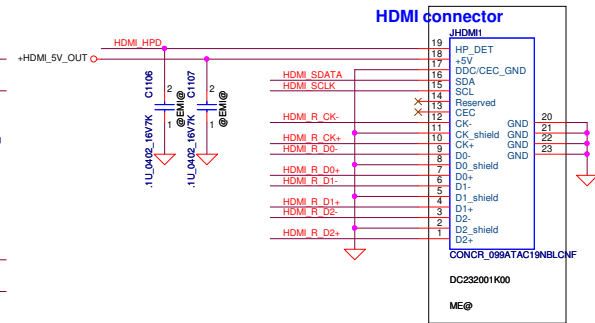 HDMI connector
JHDMI1
HDMI_HPD
+HDMI_5V_OUT
19 HP_DET
18 +5V
17 DDC/CEC_GND
HDMI_SDATA 16 SDA
HDMI_SCLK 15 SCL
14 Reserved
13 CEC
HDMI_R_CK- 12 CK- GND 20
11 CK_shield GND 21
HDMI_R_CK+ 10 CK+ GND 22
HDMI_R_D0- 9 D0- GND 23
8 D0_shield
HDMI_R_D0+ 7 D0+
HDMI_R_D1- 6 D1-
5 D1_shield
HDMI_R_D1+ 4 D1+
HDMI_R_D2- 3 D2-
2 D2_shield
HDMI_R_D2+ 1 D2+
.1U_0402_16V7K C1106
2
1
@EMI@
.1U_0402_16V7K C1107
2
1
@EMI@
CONCR_099ATAC19NBLCNF
DC232001K00
ME@